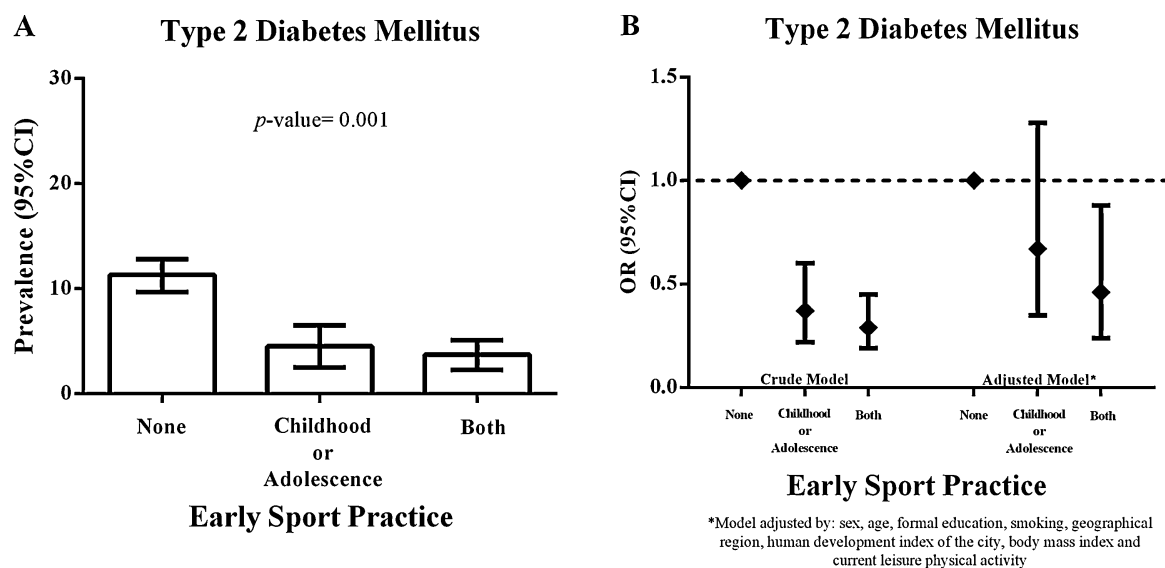 A
Type 2 Diabetes Mellitus
30
20
10
0
Prevalence (95%CI)
p-value= 0.001
None
Childhood
or
Adolescence
Both
Early Sport Practice
B
Type 2 Diabetes Mellitus
1.5
1.0
0.5
0.0
OR (95%CI)
Crude Model
Adjusted Model*
None
Childhood
or
Adolescence
Both
None
Childhood
or
Adolescence
Both
Early Sport Practice
*Model adjusted by: sex, age, formal education, smoking, geographical
region, human development index of the city, body mass index and
current leisure physical activity